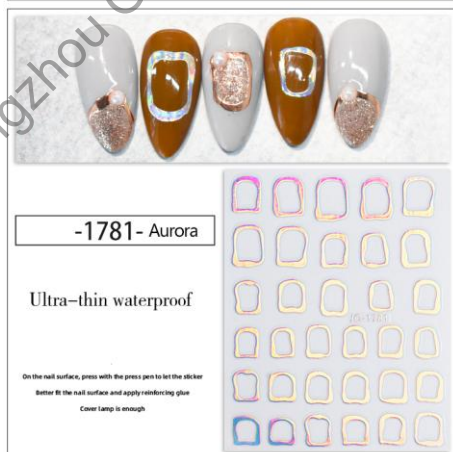 -1781- Aurora
Ultra-thin waterproof
On the nail surface, press with the press pen to let the sticker
Better fit the nail surface and apply reinforcing glue
Cover lamp is enough